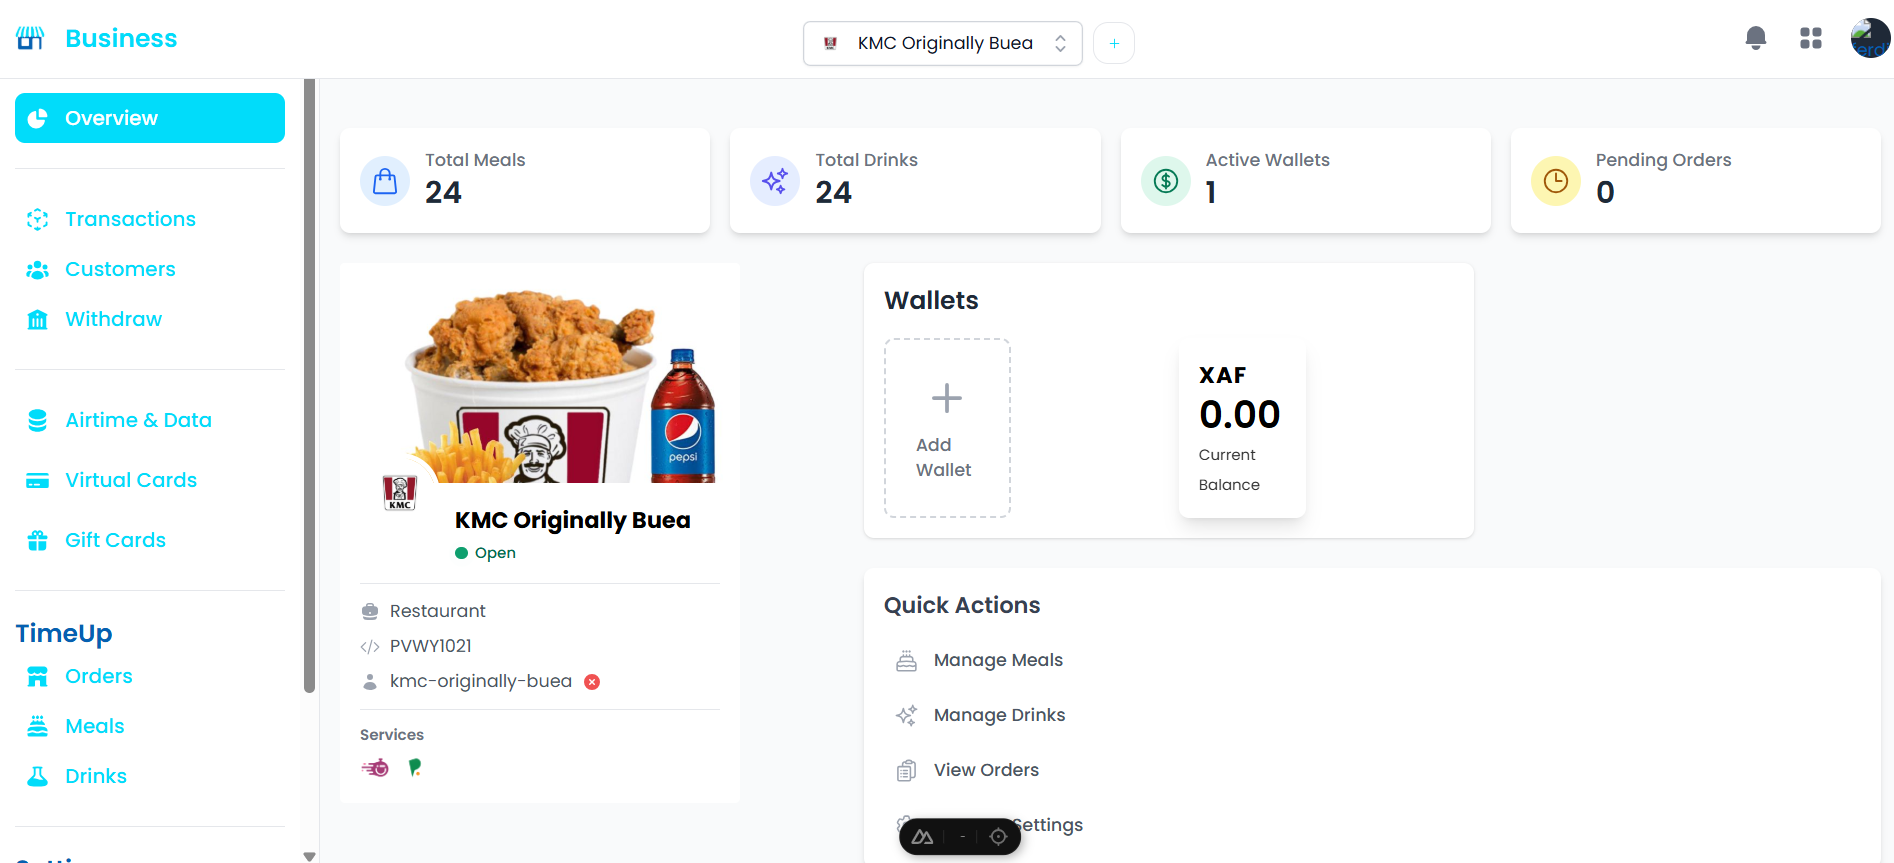 Business
KMC Originally Buea
+
Overview
Transactions
Customers
Withdraw
Airtime & Data
Virtual Cards
Gift Cards
TimeUp
Orders
Meals
Drinks
Total Meals
24
Total Drinks
24
Active Wallets
1
Pending Orders
0
pepsi
KMC
KMC Originally Buea
Open
Restaurant
PVWY1021
kmc-originally-buea
Services
Wallets
Add
Wallet
XAF
0.00
Current
Balance
Quick Actions
Manage Meals
Manage Drinks
View Orders
Settings
-